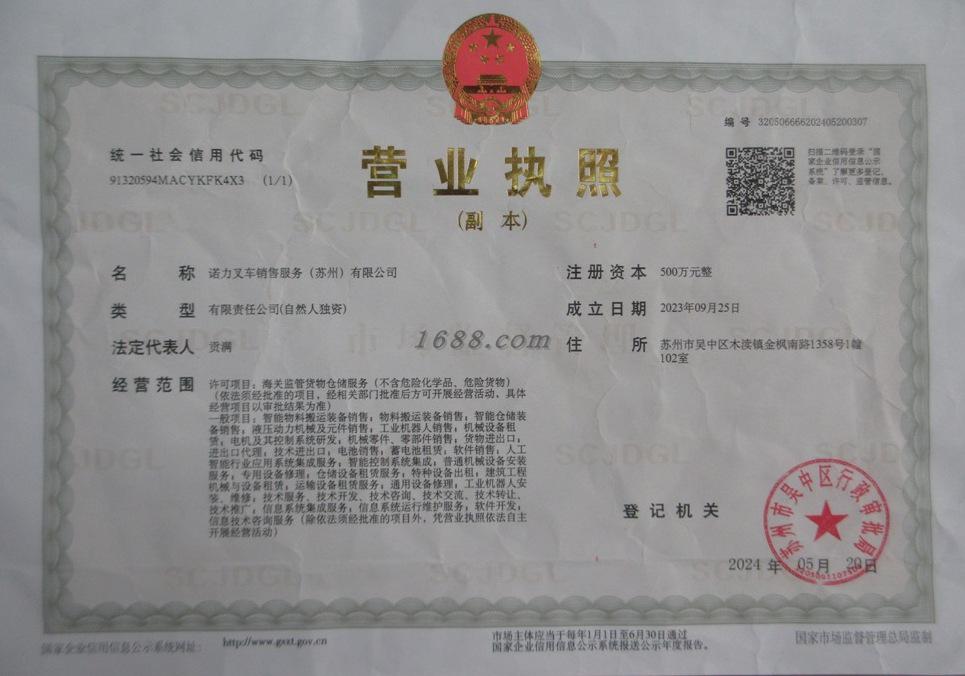 编 号 320506666202405200307
统一社会信用代码
91320594MACYKFK4X3 (1/1)
营业执照
(副 本)
扫描二维码登录“国
家企业信用信息公示
系统”了解更多登记、
备案、许可、监管信息。
名 称 诺力叉车销售服务（苏州）有限公司
类 型 有限责任公司(自然人独资)
法定代表人 贡满
经营范围 许可项目：海关监管货物仓储服务（不含危险化学品、危险货物）
（依法须经批准的项目，经相关部门批准后方可开展经营活动、具体
经营项目以审批结果为准）
一般项目：智能物料搬运装备销售；物料搬运装备销售；智能仓储装
备销售；液压动力机械及元件销售；工业机器人销售；机械设备租
赁；电机及其控制系统研发；机械零件、零部件销售；货物进出口；
进出口代理；技术进出口；电池销售；蓄电池租赁；软件销售；人工
智能行业应用系统集成服务；智能控制系统集成；普通机械设备安装
服务；专用设备修理；仓储设备租赁服务；特种设备出租；建筑工程
机械与设备租赁；运输设备租赁服务；通用设备修理；工业机器人安
装、维修；技术服务、技术开发、技术咨询、技术交流、技术转让、
技术推广；信息系统集成服务；信息系统运行维护服务；软件开发；
信息技术咨询服务（除依法须经批准的项目外，凭营业执照依法自主
开展经营活动）
注册资本 500万元整
成立日期 2023年09月25日
住 所 苏州市吴中区木渎镇金枫南路1358号1幢
102室
1688.com
登记机关
苏州市吴中区行政审批局
2024 年 05 月 20 日
国家企业信用信息公示系统网址： http://www.gsxt.gov.cn
市场主体应当于每年1月1日至6月30日通过
国家企业信用信息公示系统报送公示年度报告。
国家市场监督管理总局监制